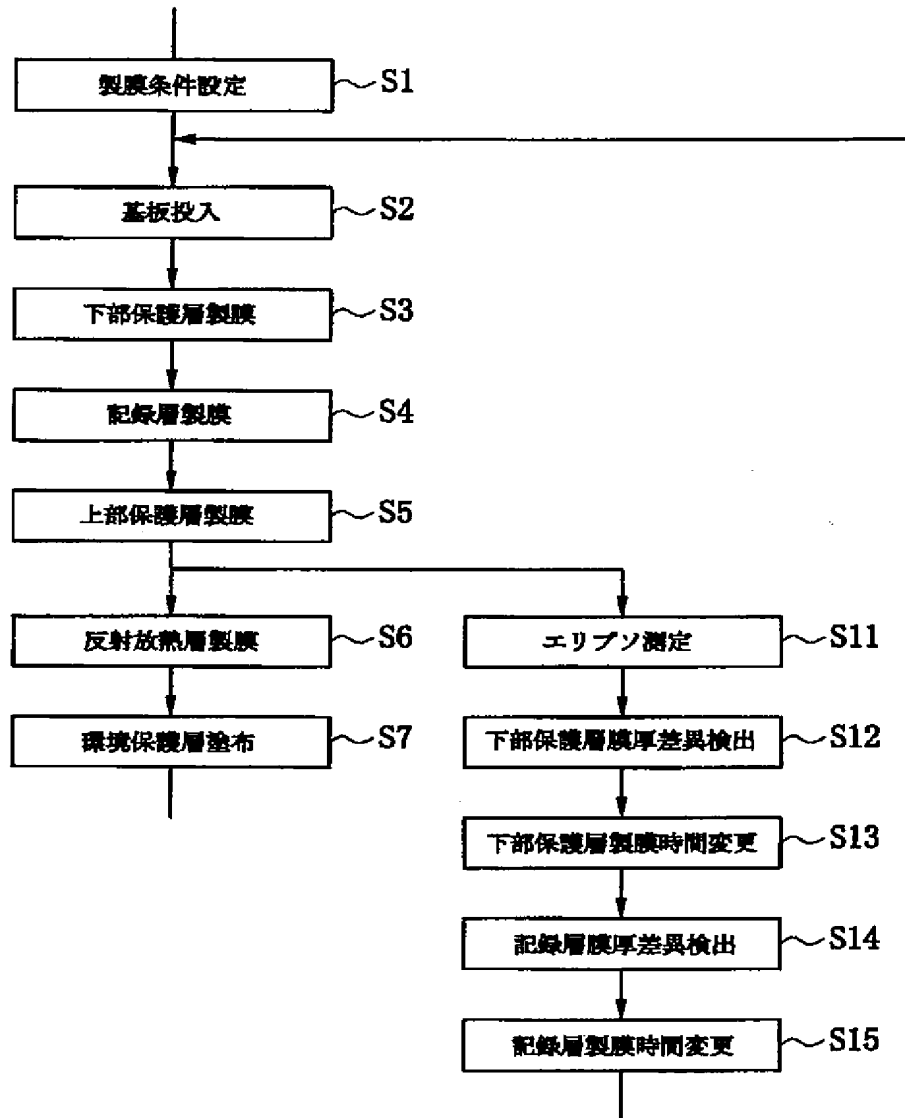 製膜条件設定 S1
基板投入 S2
下部保護層製膜 S3
記録層製膜 S4
上部保護層製膜 S5
反射放熱層製膜 S6
環境保護層塗布 S7
エリプソ測定 S11
下部保護層膜厚差異検出 S12
下部保護層製膜時間変更 S13
記録層膜厚差異検出 S14
記録層製膜時間変更 S15